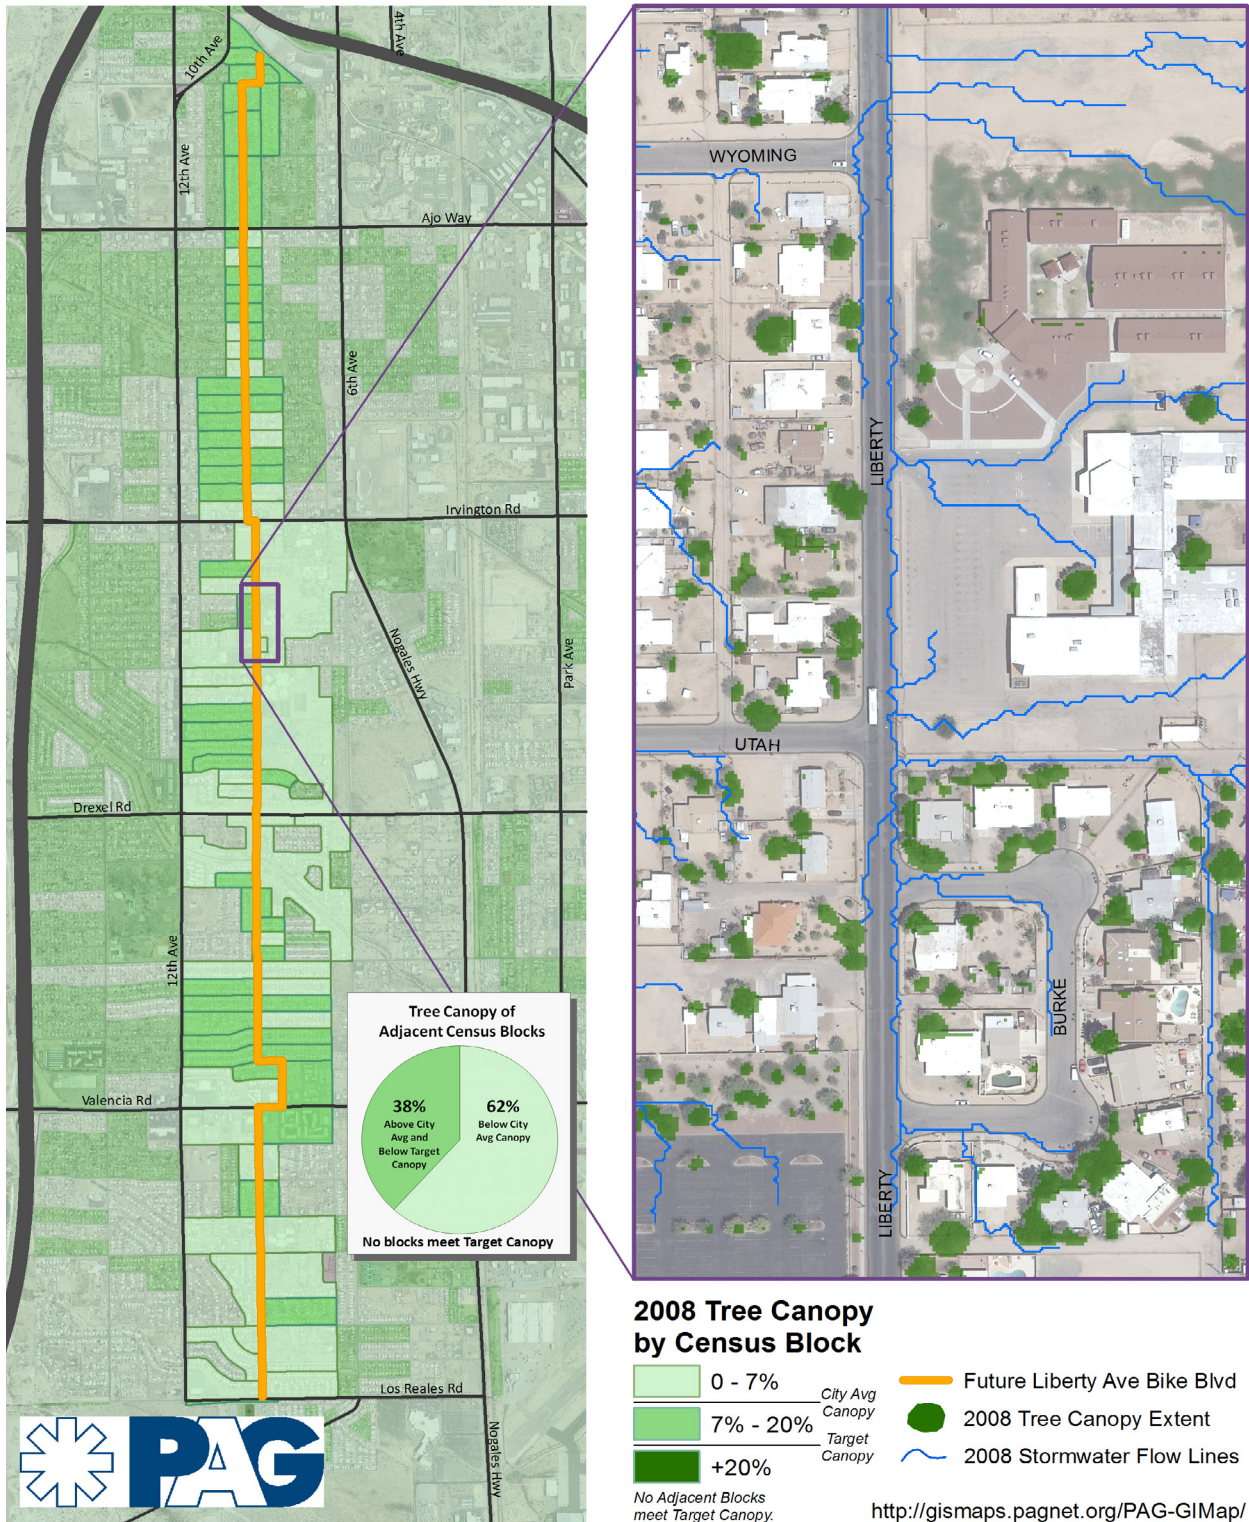 10th Ave
4th Ave
12th Ave
Ajo Way
6th Ave
Irvington Rd
Nogales Hwy
Park Ave
Drexel Rd
12th Ave
Valencia Rd
Los Reales Rd
Nogales Hwy
Tree Canopy of
Adjacent Census Blocks
38%
Above City
Avg and
Below Target
Canopy
62%
Below City
Avg Canopy
No blocks meet Target Canopy
PAG
WYOMING
LIBERTY
UTAH
BURKE
LIBERTY
2008 Tree Canopy
by Census Block
0 - 7%
City Avg
Canopy
7% - 20%
Target
Canopy
+20%
No Adjacent Blocks
meet Target Canopy.
Future Liberty Ave Bike Blvd
2008 Tree Canopy Extent
2008 Stormwater Flow Lines
http://gismaps.pagnet.org/PAG-GIMap/